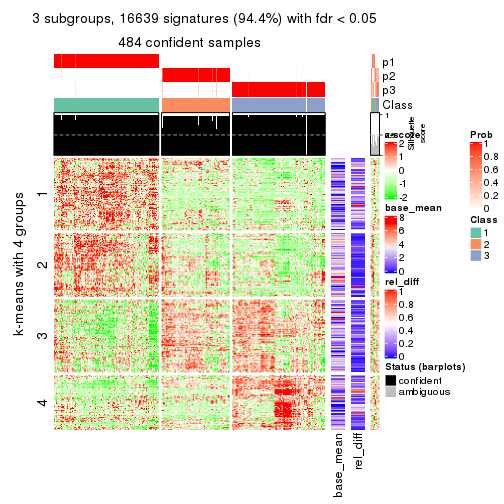 3 subgroups, 16639 signatures (94.4%) with fdr < 0.05
484 confident samples
p1
p2
p3
Class
1
Silhouette
score
k-means with 4 groups
1
2
3
4
base_mean
rel_diff
z-score
2
1
0
-1
-2
base_mean
8
6
4
2
0
rel_diff
1
0.8
0.6
0.4
0.2
0
Status (barplots)
confident
ambiguous
Prob
1
0.8
0.6
0.4
0.2
0
Class
1
2
3